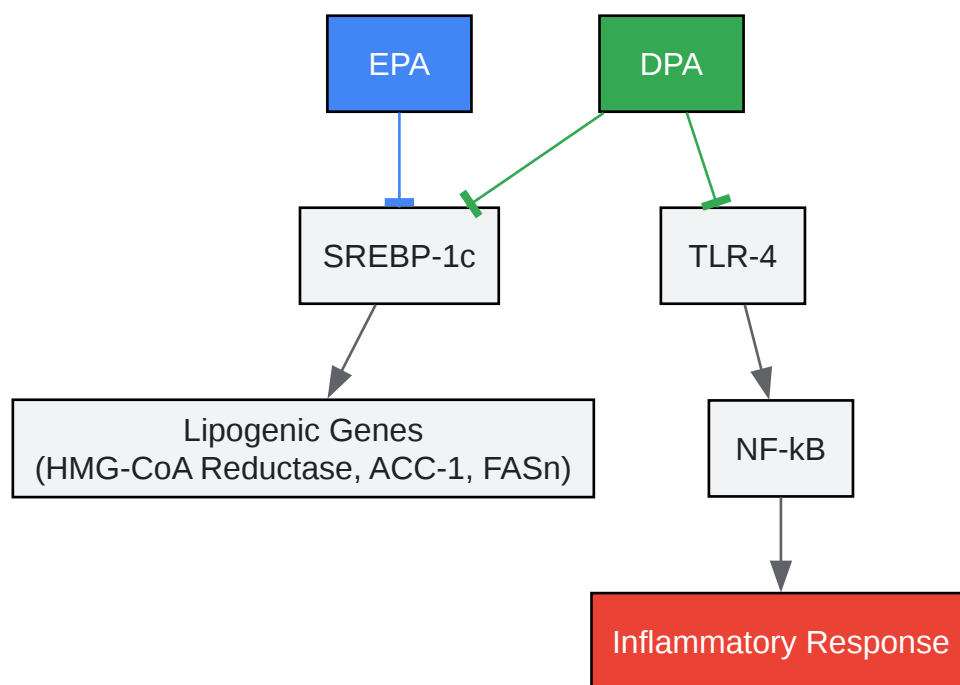 EPA
DPA
SREBP-1c
TLR-4
Lipogenic Genes
(HMG-CoA Reductase, ACC-1, FASn)
NF-kB
Inflammatory Response